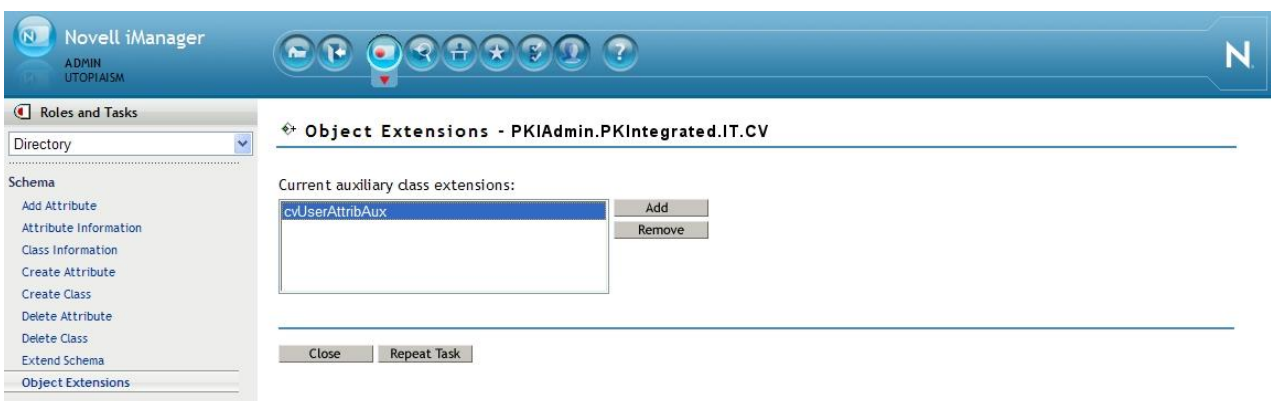 Novell iManager
ADMIN
UTOPIAISM
N
N
Roles and Tasks
Directory
Schema
Add Attribute
Attribute Information
Class Information
Create Attribute
Create Class
Delete Attribute
Delete Class
Extend Schema
Object Extensions
Object Extensions - PKIAdmin.PKIntegrated.IT.CV
Current auxiliary class extensions:
cvUserAttribAux
Add
Remove
Close
Repeat Task